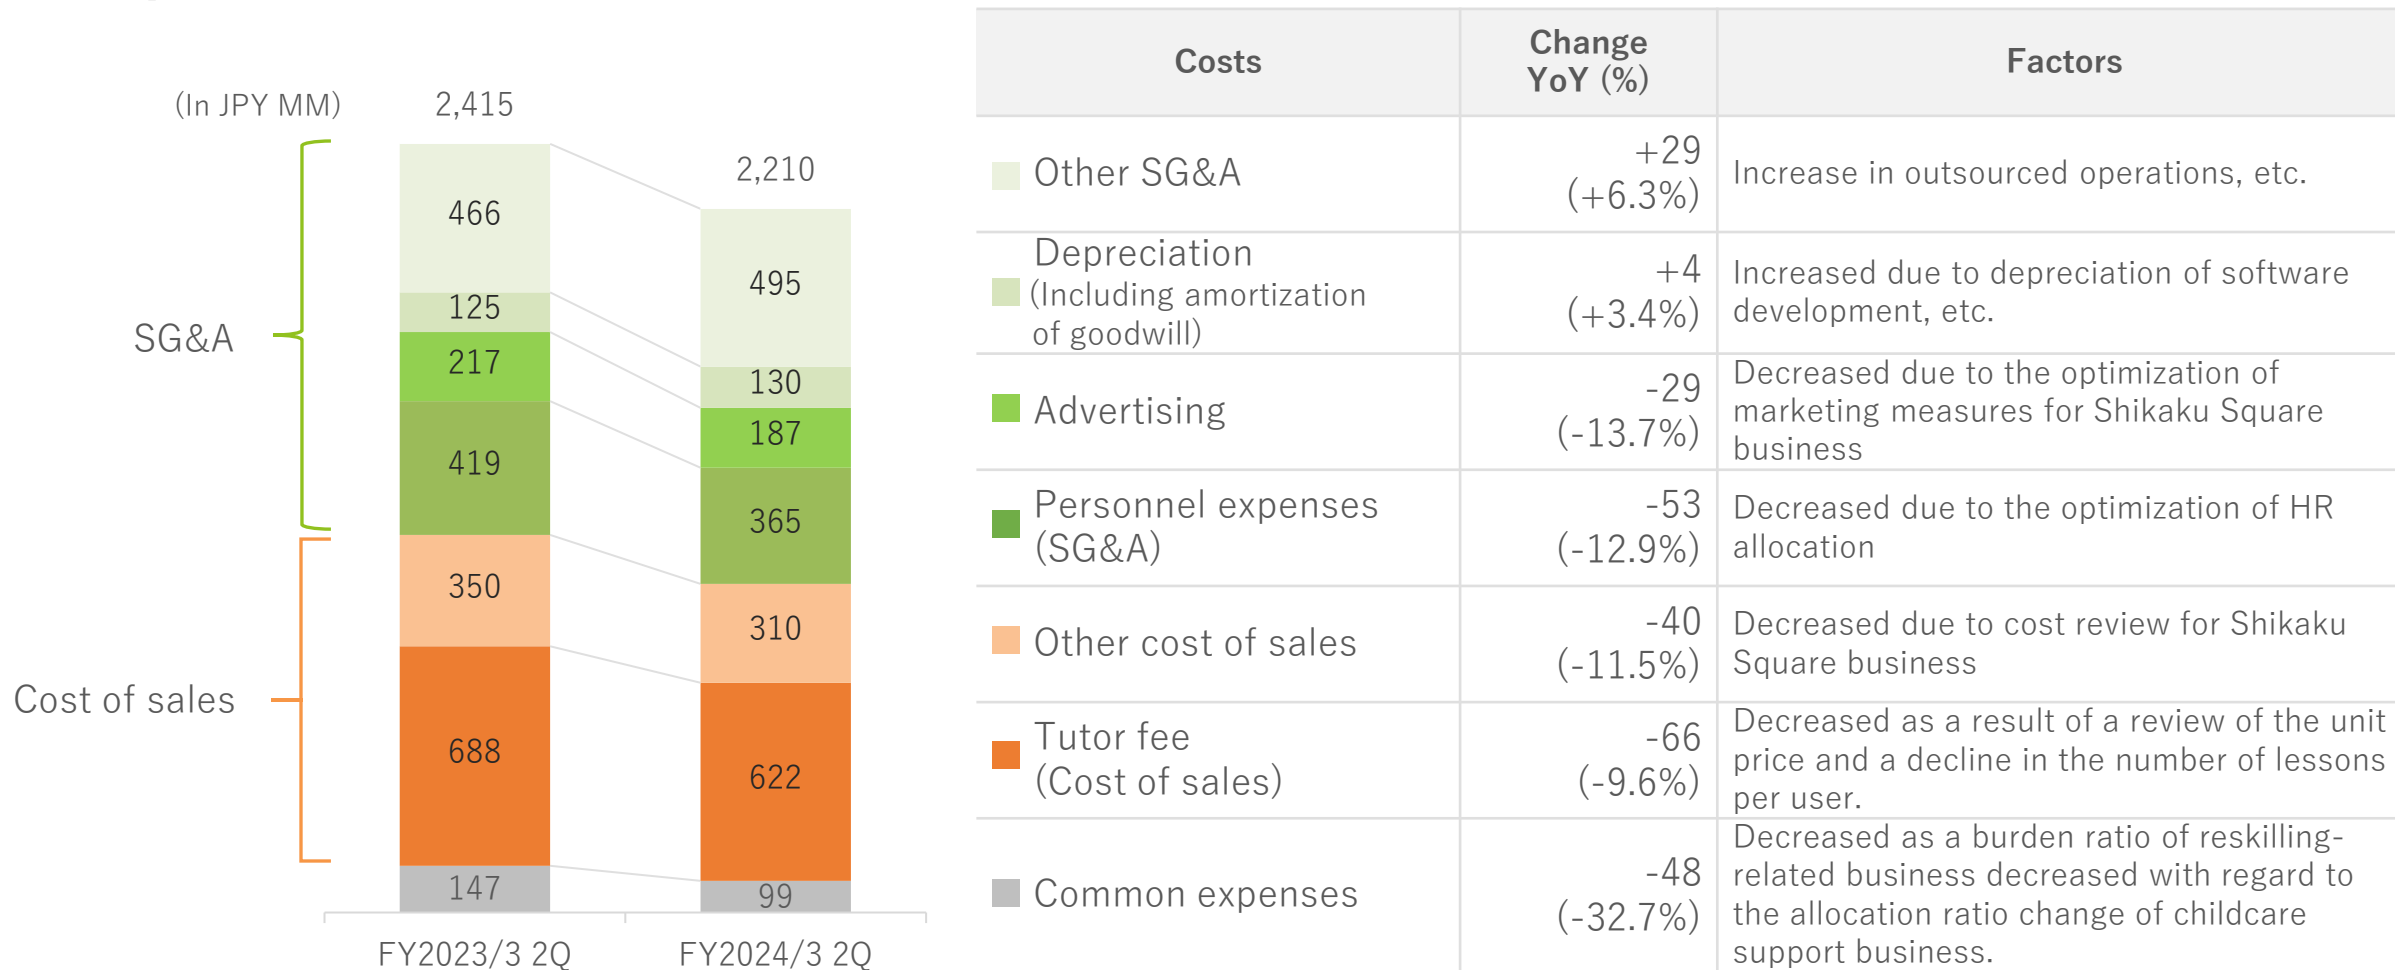 (In JPY MM)
2,415
2,210
466
125
217
419
350
688
147
495
130
187
365
310
622
99
SG&A
Cost of sales
FY2023/3 2Q
FY2024/3 2Q
Costs
Change
YoY (%)
Factors
Other SG&A
+29
(+6.3%)
Increase in outsourced operations, etc.
Depreciation
(Including amortization
of goodwill)
+4
(+3.4%)
Increased due to depreciation of software
development, etc.
Advertising
-29
(-13.7%)
Decreased due to the optimization of
marketing measures for Shikaku Square
business
Personnel expenses
(SG&A)
-53
(-12.9%)
Decreased due to the optimization of HR
allocation
Other cost of sales
-40
(-11.5%)
Decreased due to cost review for Shikaku
Square business
Tutor fee
(Cost of sales)
-66
(-9.6%)
Decreased as a result of a review of the unit
price and a decline in the number of lessons
per user.
Common expenses
-48
(-32.7%)
Decreased as a burden ratio of reskilling-
related business decreased with regard to
the allocation ratio change of childcare
support business.